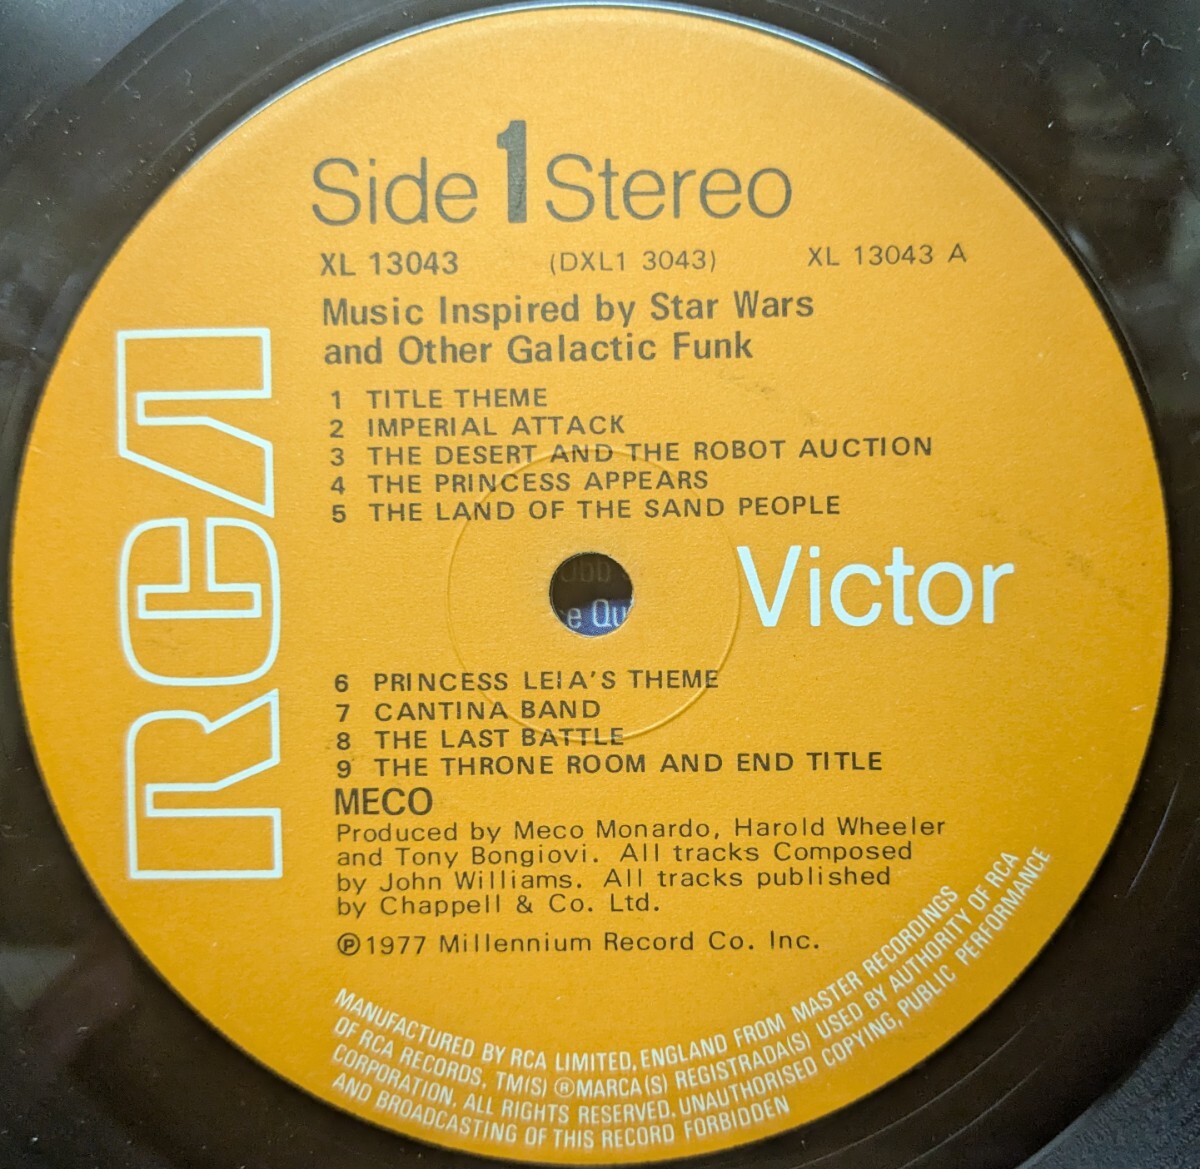 Side 1 Stereo
XL 13043 (DXL1 3043) XL 13043 A
Music Inspired by Star Wars
and Other Galactic Funk
1 TITLE THEME
2 IMPERIAL ATTACK
3 THE DESERT AND THE ROBOT AUCTION
4 THE PRINCESS APPEARS
5 THE LAND OF THE SAND PEOPLE
RCA
Victor
e Qu
6 PRINCESS LEIA'S THEME
7 CANTINA BAND
8 THE LAST BATTLE
9 THE THRONE ROOM AND END TITLE
MECO
Produced by Meco Monardo, Harold Wheeler
and Tony Bongiovi. All tracks Composed
by John Williams. All tracks published
by Chappell & Co. Ltd.
℗1977 Millennium Record Co. Inc.
MANUFACTURED BY RCA LIMITED, ENGLAND FROM MASTER RECORDINGS
OF RCA RECORDS. TM(S) ® MARCA(S) REGISTRADA(S) USED BY AUTHORITY OF RCA
CORPORATION. ALL RIGHTS RESERVED. UNAUTHORISED COPYING, PUBLIC PERFORMANCE
AND BROADCASTING OF THIS RECORD FORBIDDEN